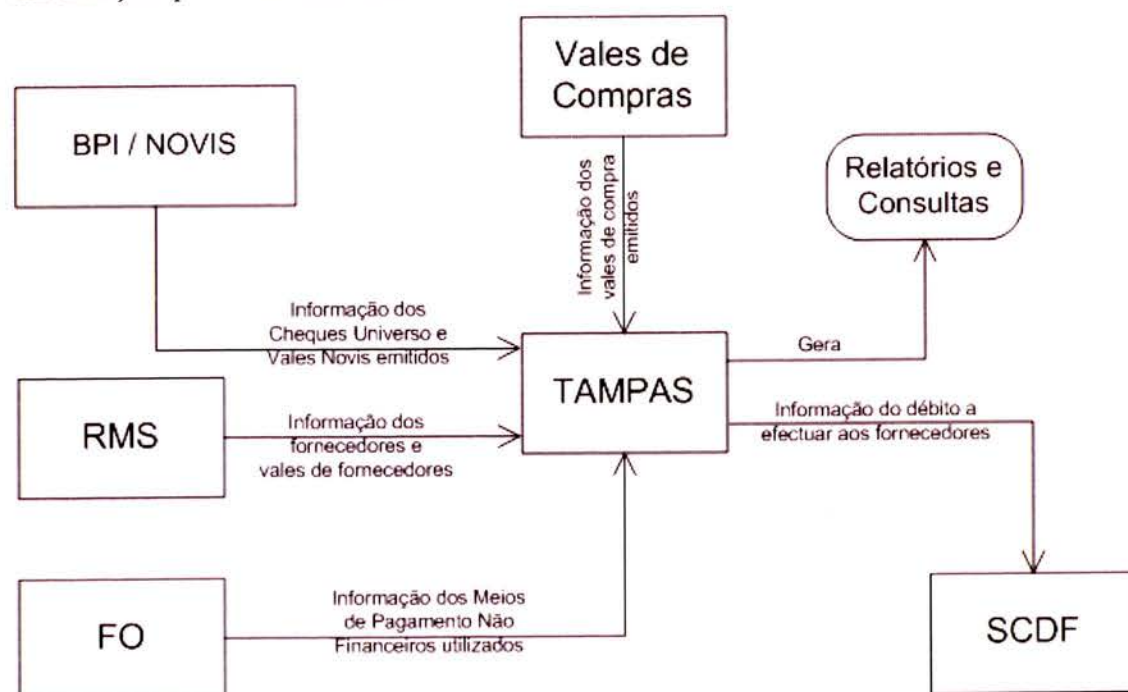 Vales de
Compras
BPI / NOVIS
Informação dos
vales de compra
emitidos
Relatórios e
Consultas
Informação dos
Cheques Universo e
Vales Novis emitidos
TAMPAS
Gera
RMS
Informação dos
fornecedores e
vales de fornecedores
Informação do débito a
efectuar aos fornecedores
FO
Informação dos Meios
de Pagamento Não
Financeiros utilizados
SCDF